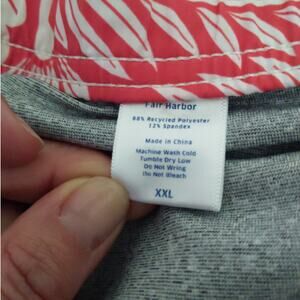 Fair Harbor
88% Recycled Polyester
12% Spandex
Made in China
Machine Wash Cold
Tumble Dry Low
Do Not Wring
Do Not Bleach
XXL